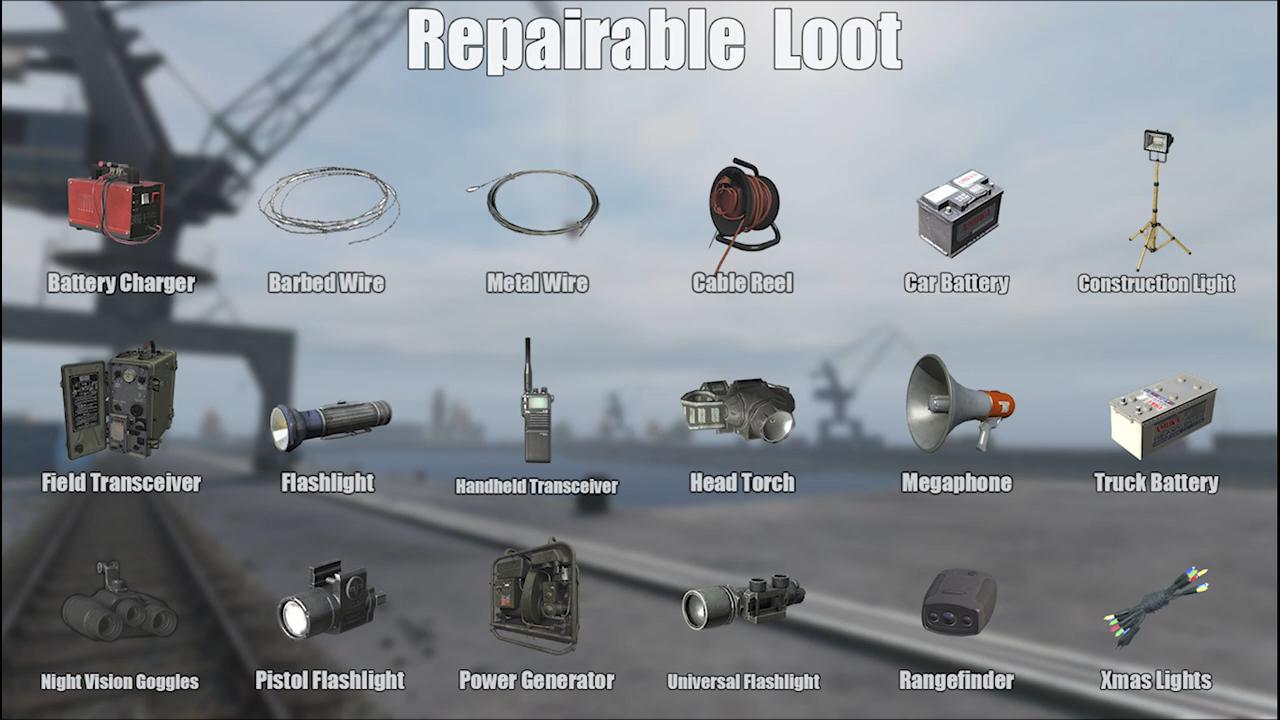 Repairable Loot
Battery Charger
Barbed Wire
Metal Wire
Cable Reel
Car Battery
Construction Light
Field Transceiver
Flashlight
Handheld Transceiver
Head Torch
Megaphone
Truck Battery
Night Vision Goggles
Pistol Flashlight
Power Generator
Universal Flashlight
Rangefinder
Xmas Lights